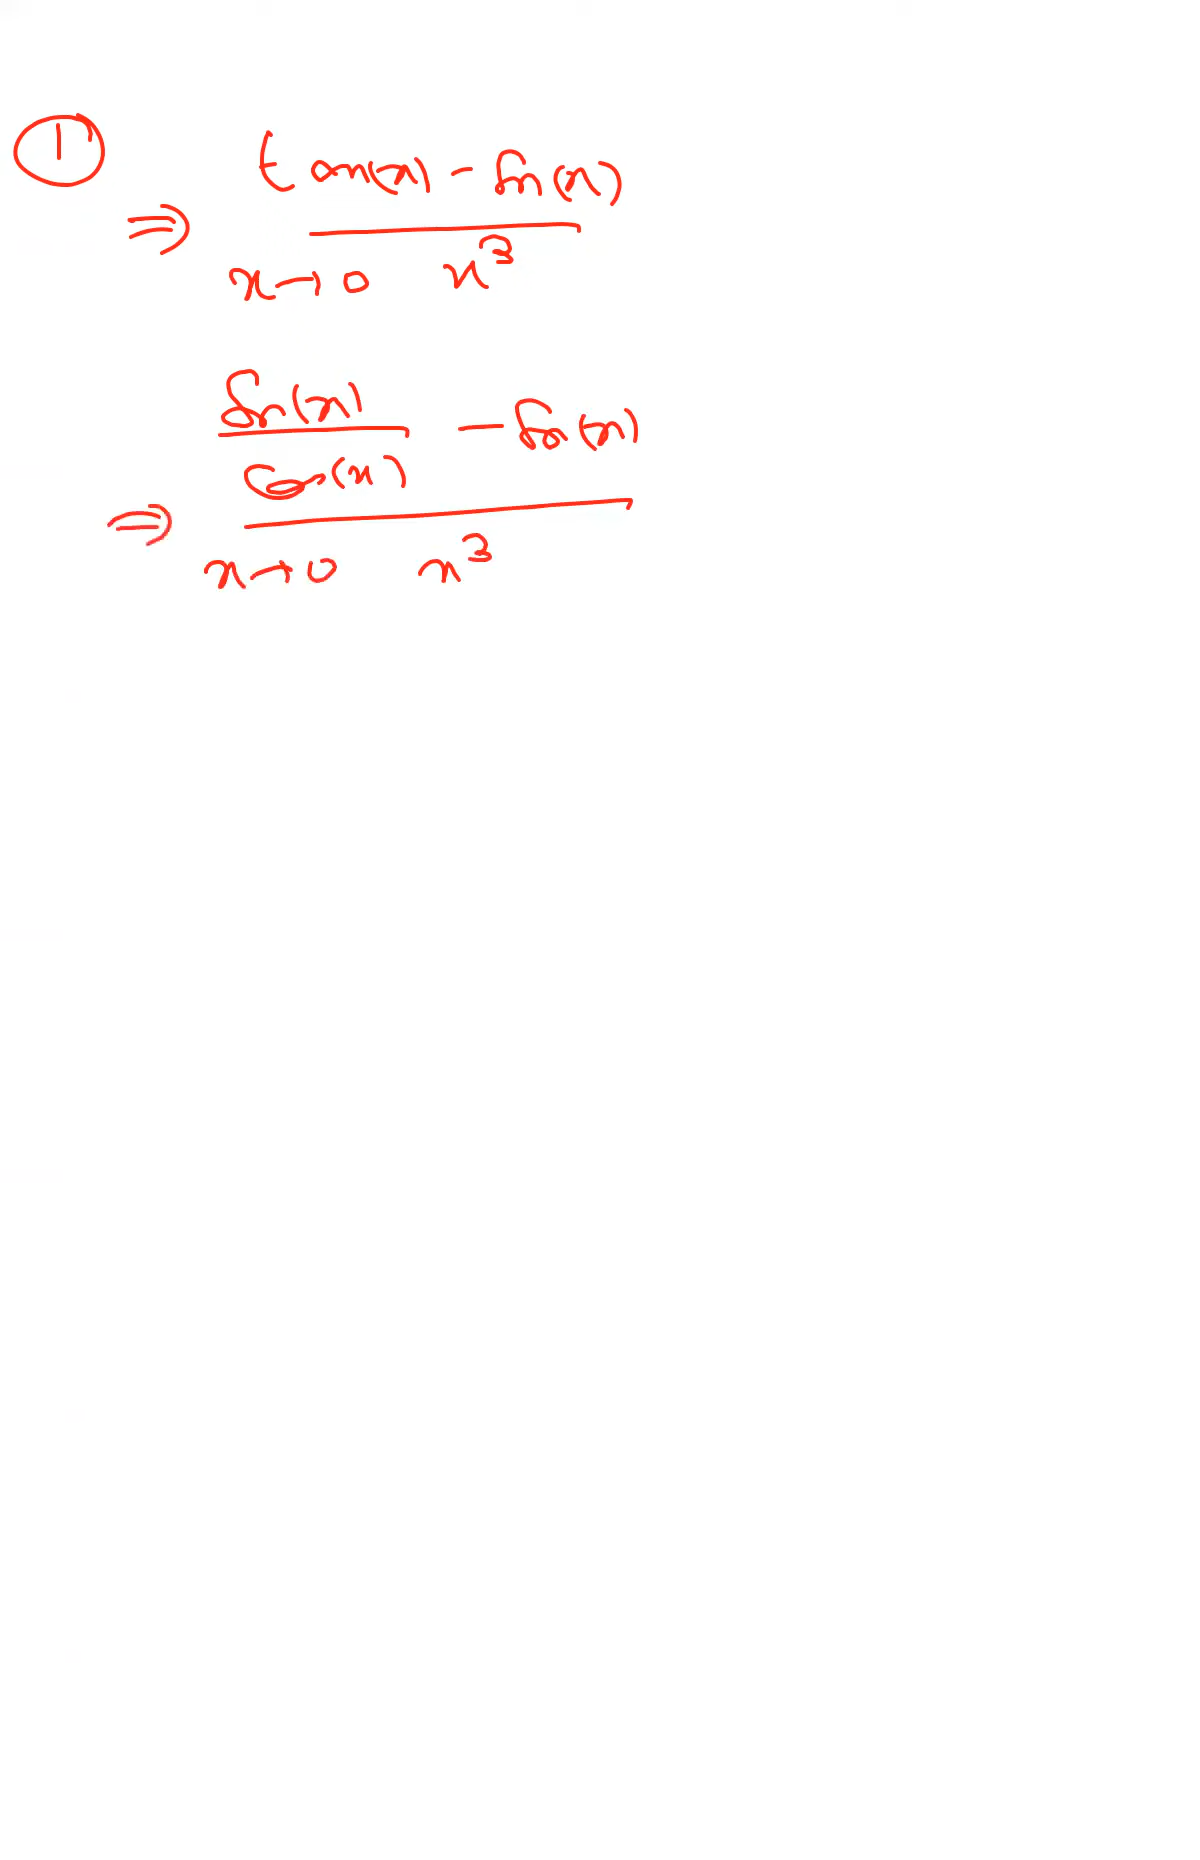 1
⇒ tan(x) - sin(x)
x→0 x³
sin(x) - sin(x)
cos(x)
⇒
x→0 x³